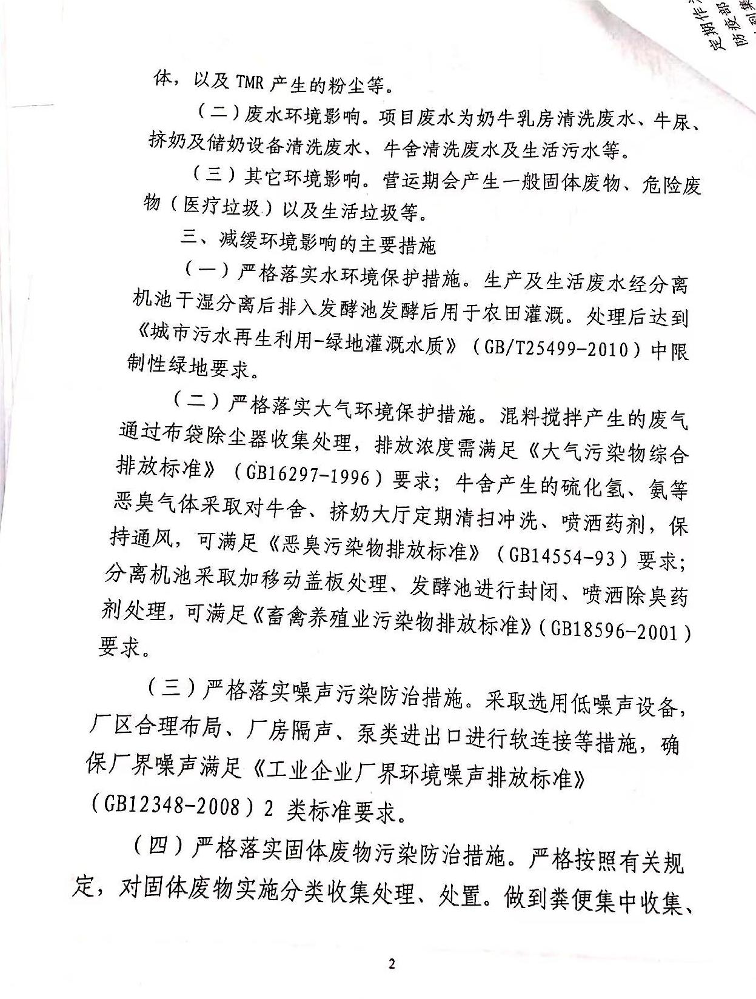 定期作
防疫部
体，以及 TMR 产生的粉尘等。
（二）废水环境影响。项目废水为奶牛乳房清洗废水、牛尿、
挤奶及储奶设备清洗废水、牛舍清洗废水及生活污水等。
（三）其它环境影响。营运期会产生一般固体废物、危险废
物（医疗垃圾）以及生活垃圾等。
三、减缓环境影响的主要措施
（一）严格落实水环境保护措施。生产及生活废水经分离
机池干湿分离后排入发酵池发酵后用于农田灌溉。处理后达到
《城市污水再生利用-绿地灌溉水质》（GB/T25499-2010）中限
制性绿地要求。
（二）严格落实大气环境保护措施。混料搅拌产生的废气
通过布袋除尘器收集处理，排放浓度需满足《大气污染物综合
排放标准》（GB16297-1996）要求；牛舍产生的硫化氢、氨等
恶臭气体采取对牛舍、挤奶大厅定期清扫冲洗、喷洒药剂，保
持通风，可满足《恶臭污染物排放标准》（GB14554-93）要求；
分离机池采取加移动盖板处理、发酵池进行封闭、喷洒除臭药
剂处理，可满足《畜禽养殖业污染物排放标准》（GB18596-2001）
要求。
（三）严格落实噪声污染防治措施。采取选用低噪声设备，
厂区合理布局、厂房隔声、泵类进出口进行软连接等措施，确
保厂界噪声满足《工业企业厂界环境噪声排放标准》
（GB12348-2008）2 类标准要求。
（四）严格落实固体废物污染防治措施。严格按照有关规
定，对固体废物实施分类收集处理、处置。做到粪便集中收集、
2